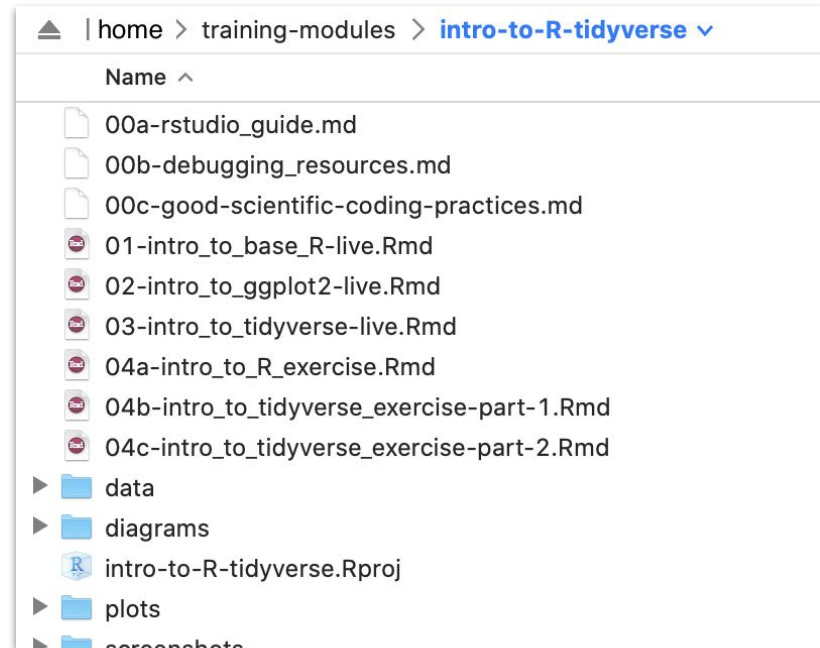 | home > training-modules > intro-to-R-tidyverse
Name
00a-rstudio_guide.md
00b-debugging_resources.md
00c-good-scientific-coding-practices.md
01-intro_to_base_R-live.Rmd
02-intro_to_ggplot2-live.Rmd
03-intro_to_tidyverse-live.Rmd
04a-intro_to_R_exercise.Rmd
04b-intro_to_tidyverse_exercise-part-1.Rmd
04c-intro_to_tidyverse_exercise-part-2.Rmd
data
diagrams
R intro-to-R-tidyverse.Rproj
plots
screenshots